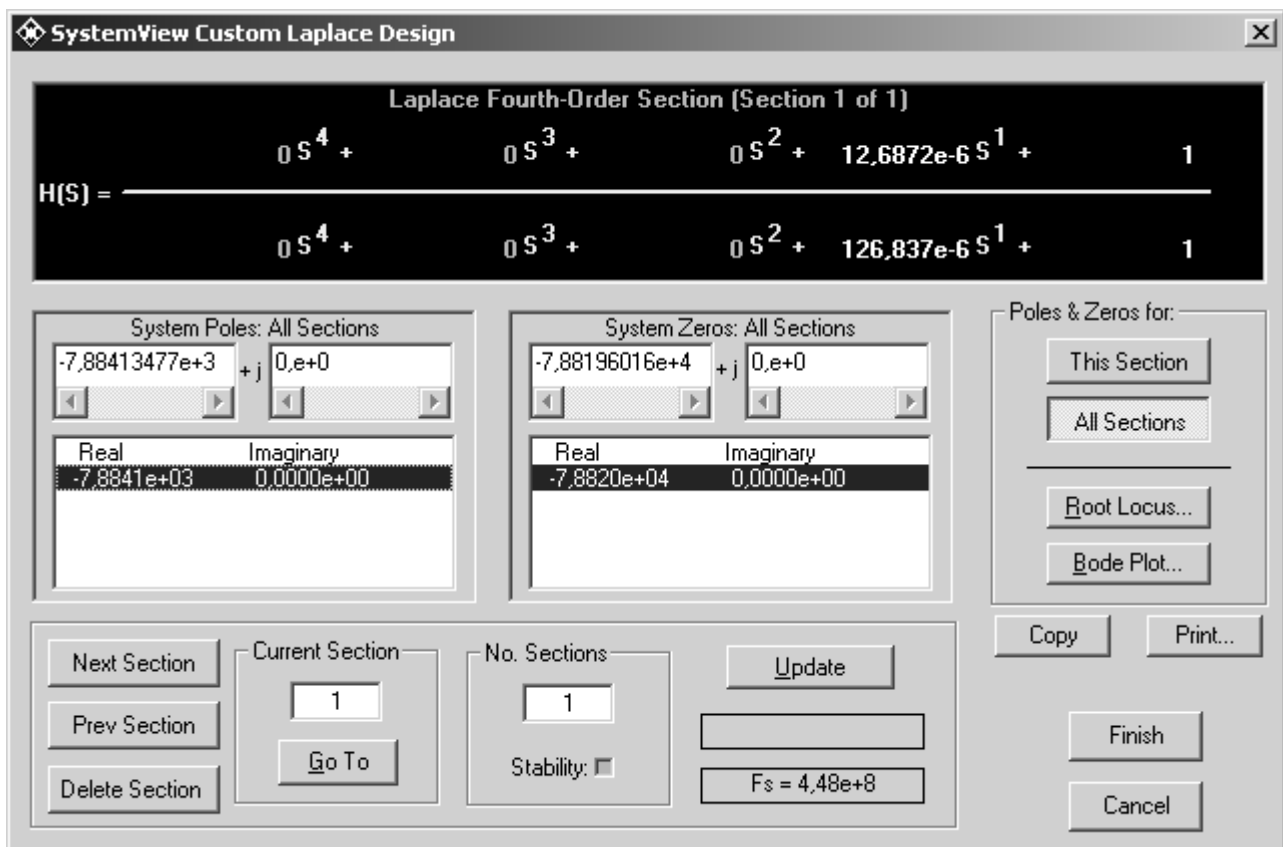 SystemView Custom Laplace Design
Laplace Fourth-Order Section (Section 1 of 1)
0 S4 + 0 S3 + 0 S2 + 12,6872e-6 S1 + 1
H(S) =
0 S4 + 0 S3 + 0 S2 + 126,837e-6 S1 + 1
System Poles: All Sections
-7,88413477e+3 + j 0,e+0
Real Imaginary
-7,8841e+03 0,0000e+00
System Zeros: All Sections
-7,88196016e+4 + j 0,e+0
Real Imaginary
-7,8820e+04 0,0000e+00
Poles & Zeros for:
This Section
All Sections
Root Locus...
Bode Plot...
Copy Print...
Next Section
Prev Section
Delete Section
Current Section
1
Go To
No. Sections
1
Stability:
Update
Fs = 4,48e+8
Finish
Cancel